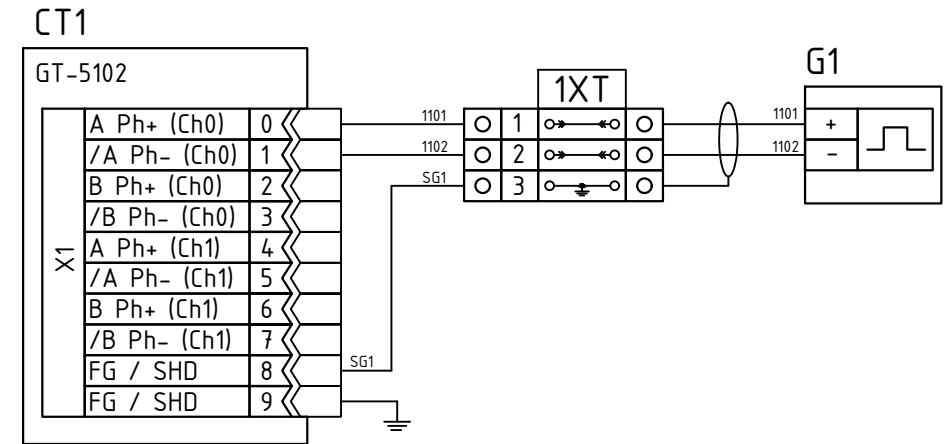 CT1
GT-5102
X1
A Ph+ (Ch0) 0
/A Ph- (Ch0) 1
B Ph+ (Ch0) 2
/B Ph- (Ch0) 3
A Ph+ (Ch1) 4
/A Ph- (Ch1) 5
B Ph+ (Ch1) 6
/B Ph- (Ch1) 7
FG / SHD 8
FG / SHD 9
1101
1102
SG1
SG1
1XT
1
2
3
1101
1102
G1
+
-